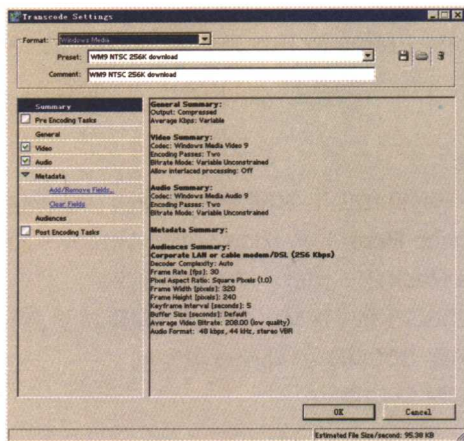 Transcode Settings
Format: Windows Media
Preset: WM9 NTSC 256K download
Comment: WM9 NTSC 256K download
Summary
Pre Encoding Tasks
General
Video
Audio
Metadata
Add/Remove Fields...
Clear Fields
Audiences
Post Encoding Tasks
General Summary:
Output: Compressed
Average Kbps: Variable
Video Summary:
Codec: Windows Media Video 9
Encoding Passes: Two
Bitrate Mode: Variable Unconstrained
Allow interlaced processing: Off
Audio Summary:
Codec: Windows Media Audio 9
Encoding Passes: Two
Bitrate Mode: Variable Unconstrained
Metadata Summary:
Audiences Summary:
Corporate LAN or cable modem/DSL (256 Kbps)
Decoder Complexity: Auto
Frame Rate [fps]: 30
Pixel Aspect Ratio: Square Pixels (1.0)
Frame Width [pixels]: 320
Frame Height [pixels]: 240
Keyframe Interval [seconds]: 5
Buffer Size [seconds]: Default
Average Video Bitrate: 208.00 (low quality)
Audio Format: 48 kbps, 44 kHz, stereo VBR
OK
Cancel
Estimated File Size/second: 95.38 KB